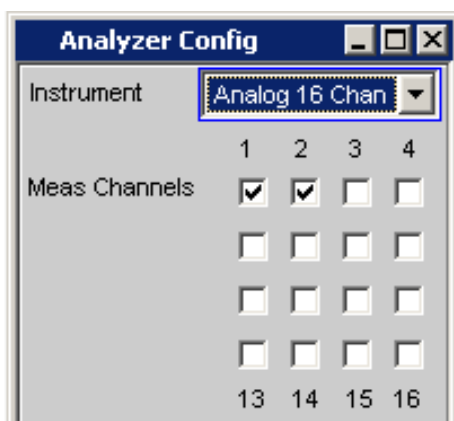 Analyzer Config
Instrument Analog 16 Chan
1 2 3 4
Meas Channels
13 14 15 16